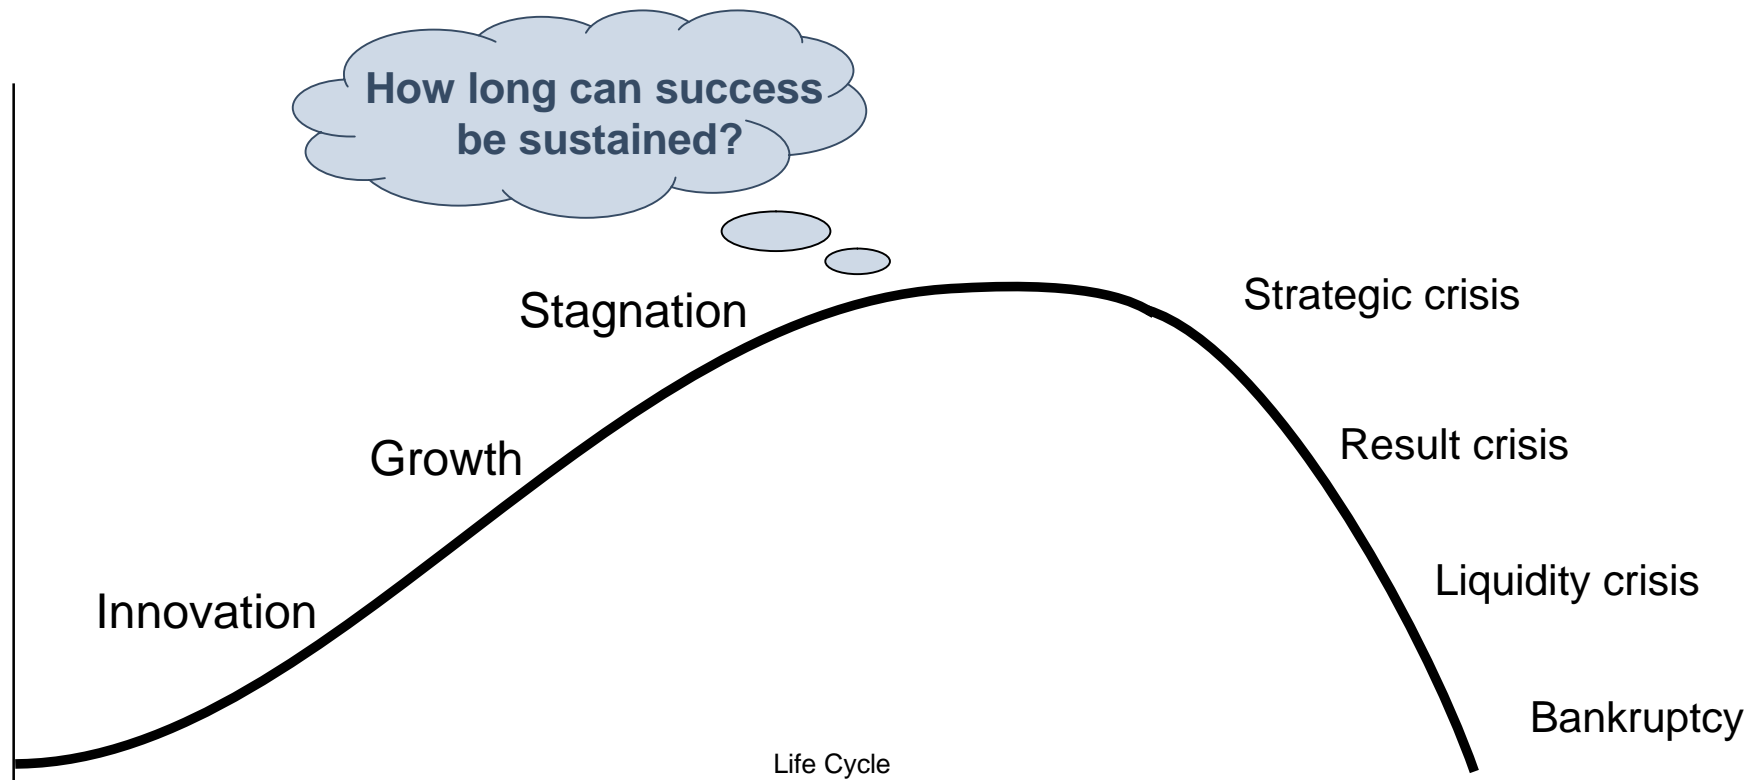 How long can success
be sustained?
Stagnation
Strategic crisis
Growth
Result crisis
Innovation
Liquidity crisis
Bankruptcy
Life Cycle